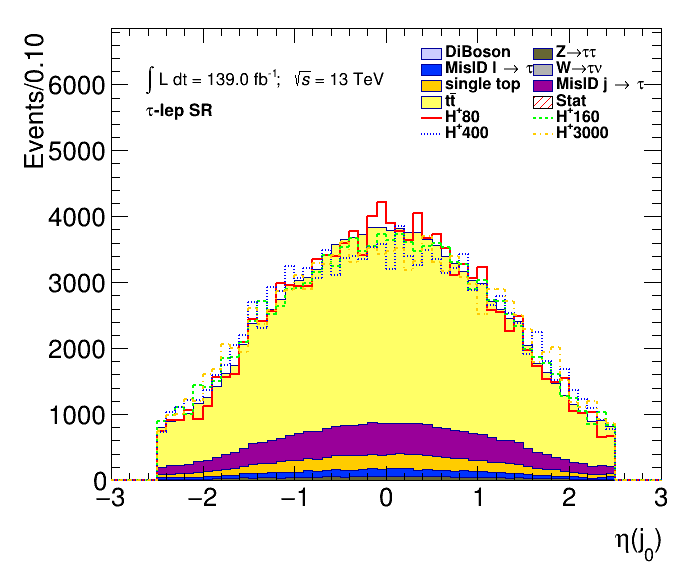 Events/0.10
6000
5000
4000
3000
2000
1000
0
∫ L dt = 139.0 fb⁻¹; √s = 13 TeV
τ-lep SR
DiBoson Z→ττ
MisID l → τ W→τν
single top MisID j → τ
tt̄ Stat
H⁺80 H⁺160
H⁺400 H⁺3000
−3 −2 −1 0 1 2 3
η(j₀)